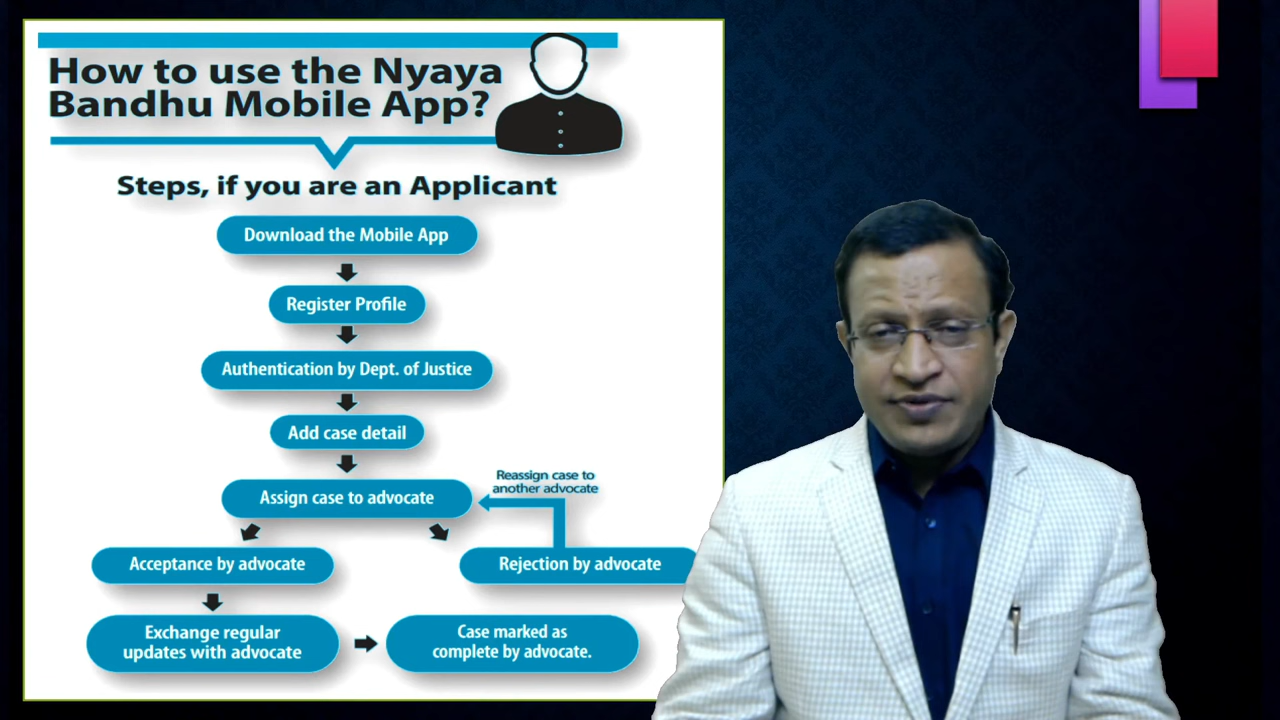 How to use the Nyaya
Bandhu Mobile App?
Steps, if you are an Applicant
Download the Mobile App
Register Profile
Authentication by Dept. of Justice
Add case detail
Assign case to advocate
Reassign case to
another advocate
Acceptance by advocate
Rejection by advocate
Exchange regular
updates with advocate
Case marked as
complete by advocate.